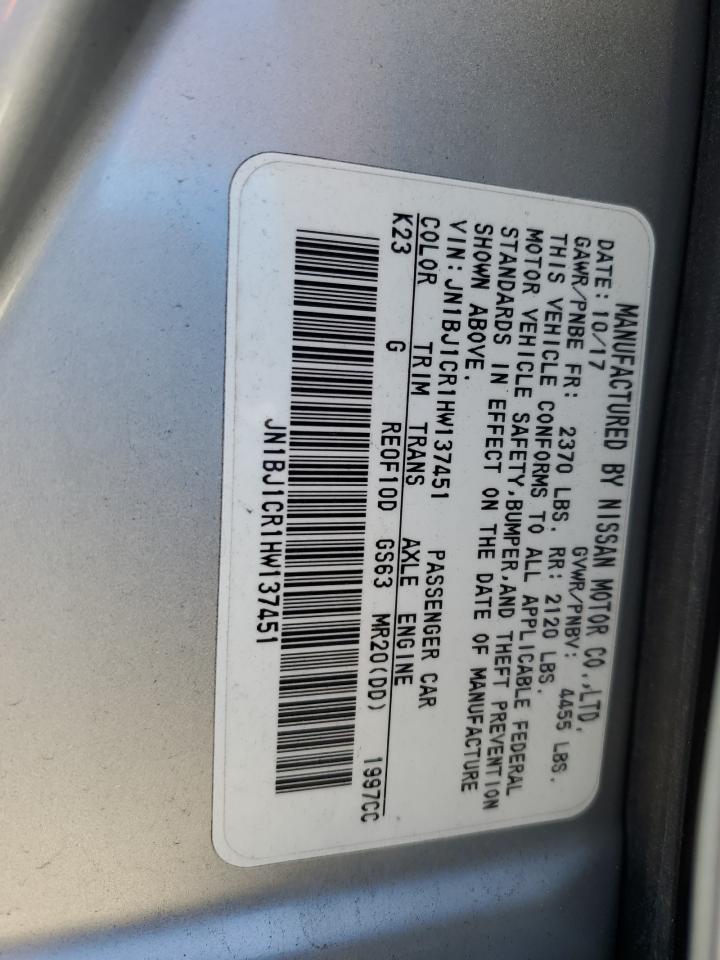 MANUFACTURED BY NISSAN MOTOR CO.,LTD.
DATE: 10/17 GVWR/PNBV: 4455 LBS.
GAWR/PNBE FR: 2370 LBS. RR: 2120 LBS.
THIS VEHICLE CONFORMS TO ALL APPLICABLE FEDERAL
MOTOR VEHICLE SAFETY,BUMPER,AND THEFT PREVENTION
STANDARDS IN EFFECT ON THE DATE OF MANUFACTURE
SHOWN ABOVE.
VIN: JN1BJ1CR1HW137451 PASSENGER CAR
COLOR TRIM TRANS AXLE ENGINE
K23 G RE0F10D GS63 MR20(DD) 1997CC
JN1BJ1CR1HW137451